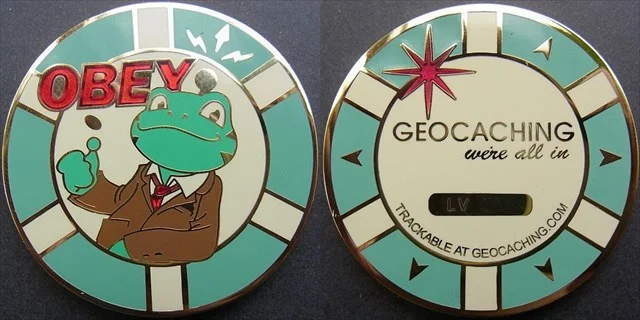 OBEY
GEOCACHING
we're all in
LV
TRACKABLE AT GEOCACHING.COM